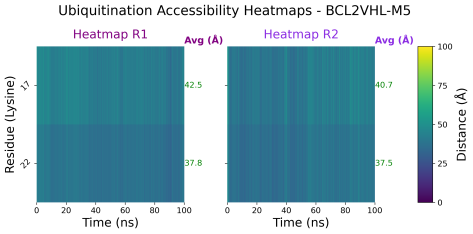 Ubiquitination Accessibility Heatmaps - BCL2VHL-M5
Heatmap R1
Avg (Å)
Heatmap R2
Avg (Å)
Residue (Lysine)
17
22
42.5
37.8
40.7
37.5
0 20 40 60 80 100
Time (ns)
0 20 40 60 80 100
Time (ns)
100
75
50
25
0
Distance (Å)